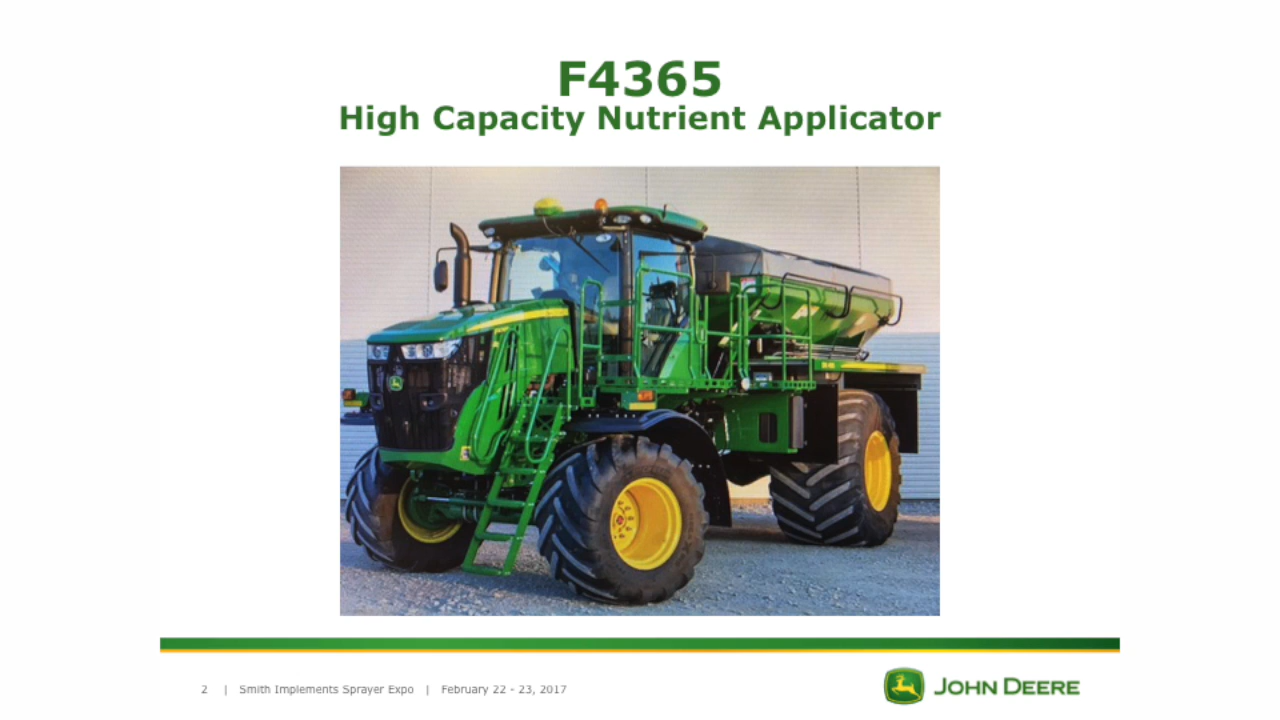 F4365
High Capacity Nutrient Applicator
2 | Smith Implements Sprayer Expo | February 22 - 23, 2017
JOHN DEERE